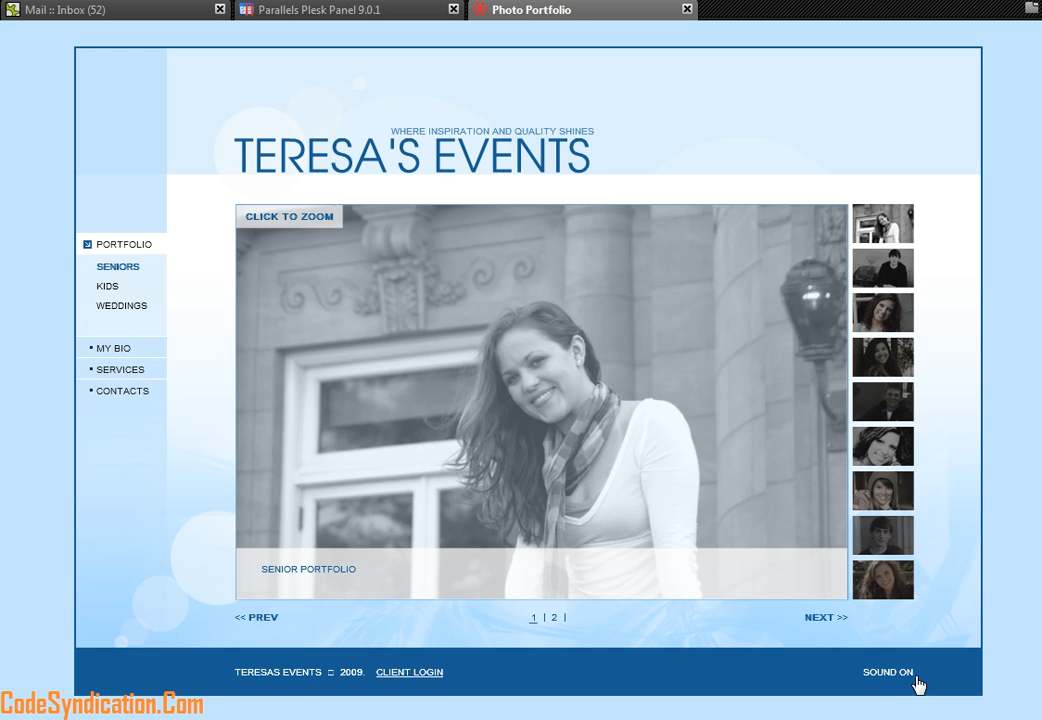 Mail :: Inbox (52)
Parallels Plesk Panel 9.0.1
Photo Portfolio
WHERE INSPIRATION AND QUALITY SHINES
TERESA'S EVENTS
CLICK TO ZOOM
PORTFOLIO
SENIORS
KIDS
WEDDINGS
MY BIO
SERVICES
CONTACTS
SENIOR PORTFOLIO
<< PREV
1 | 2 |
NEXT >>
TERESAS EVENTS □ 2009. CLIENT LOGIN
SOUND ON
CodeSyndication.Com